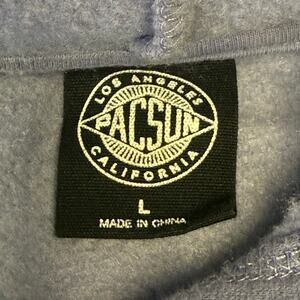 LOS ANGELES
PACSUN
CALIFORNIA
L
MADE IN CHINA